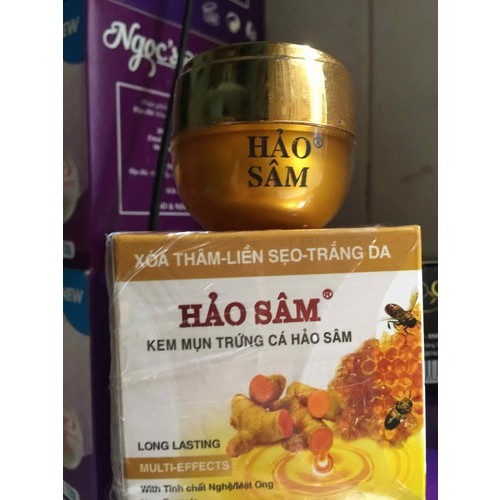 Ngọc's
HẢO®
SÂM
XÓA THÂM-LIỀN SẸO-TRẮNG DA
HẢO SÂM®
KEM MỤN TRỨNG CÁ HẢO SÂM
LONG LASTING
MULTI-EFFECTS
With Tinh chất Nghệ/Mật Ong